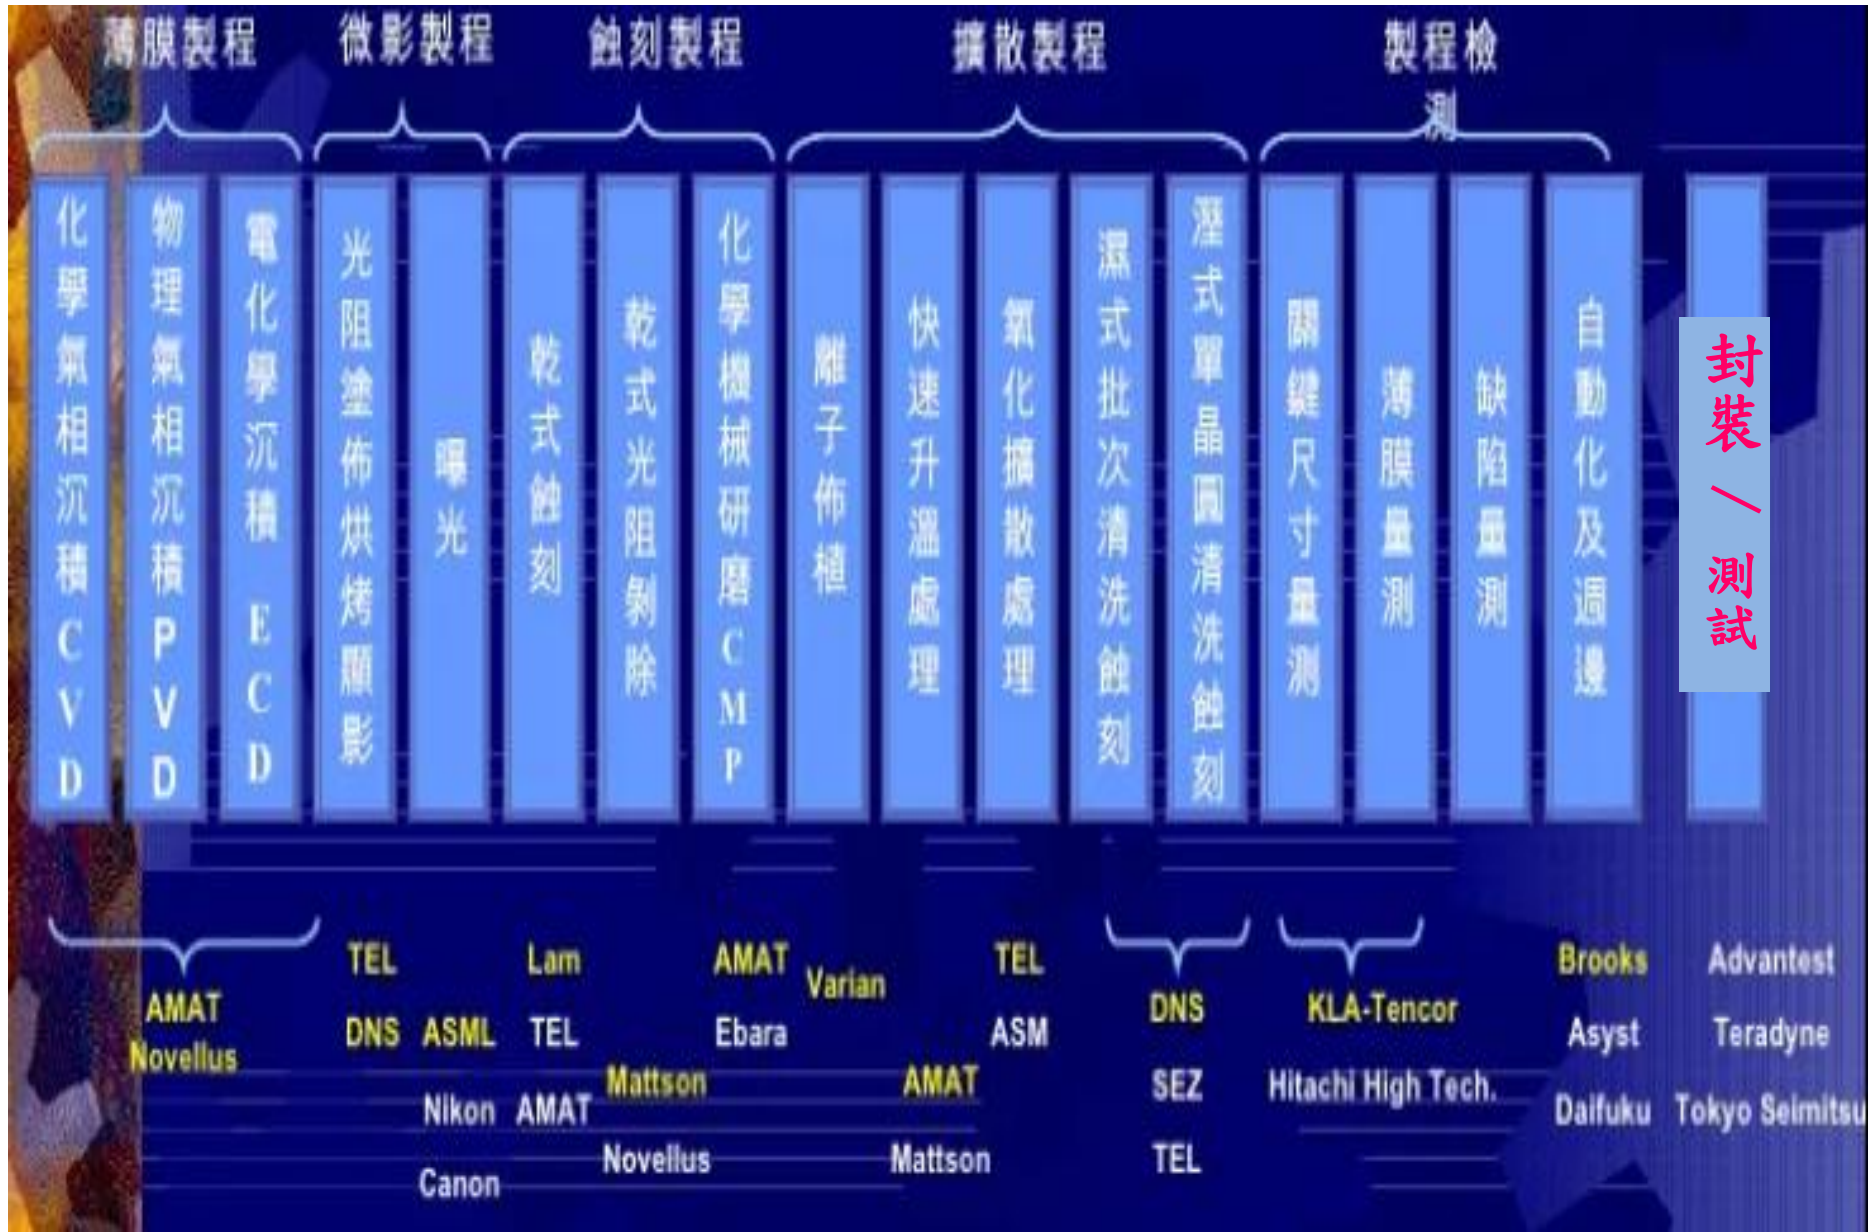 薄膜製程
微影製程
蝕刻製程
擴散製程
製程檢
測
化學氣相沉積CVD
物理氣相沉積PVD
電化學沉積 ECD
光阻塗佈烘烤顯影
曝光
乾式蝕刻
乾式光阻剝除
化學機械研磨CMP
離子佈植
快速升溫處理
氧化擴散處理
濕式批次清洗蝕刻
溼式單晶圓清洗蝕刻
關鍵尺寸量測
薄膜量測
缺陷量測
自動化及週邊
封裝／測試
AMAT
Novellus
TEL
DNS
ASML
Nikon
Canon
Lam
TEL
AMAT
Mattson
Novellus
AMAT
Ebara
Varian
AMAT
Mattson
TEL
ASM
DNS
SEZ
TEL
KLA-Tencor
Hitachi High Tech.
Brooks
Asyst
Daifuku
Advantest
Teradyne
Tokyo Seimitsu